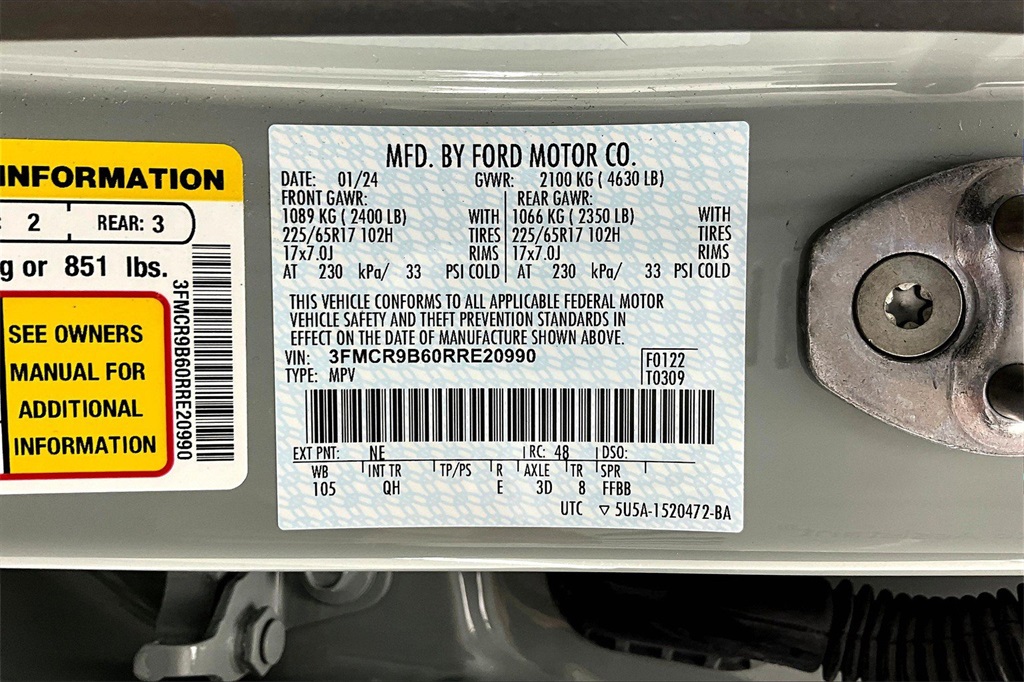 INFORMATION
2 REAR: 3
g or 851 lbs.
SEE OWNERS
MANUAL FOR
ADDITIONAL
INFORMATION
3FMCR9B60RRE20990
MFD. BY FORD MOTOR CO.
DATE: 01/24 GVWR: 2100 KG ( 4630 LB)
FRONT GAWR: REAR GAWR:
1089 KG ( 2400 LB) WITH 1066 KG ( 2350 LB) WITH
225/65R17 102H TIRES 225/65R17 102H TIRES
17x7.0J RIMS 17x7.0J RIMS
AT 230 kPa/ 33 PSI COLD AT 230 kPa/ 33 PSI COLD
THIS VEHICLE CONFORMS TO ALL APPLICABLE FEDERAL MOTOR
VEHICLE SAFETY AND THEFT PREVENTION STANDARDS IN
EFFECT ON THE DATE OF MANUFACTURE SHOWN ABOVE.
VIN: 3FMCR9B60RRE20990 F0122
TYPE: MPV T0309
EXT PNT: NE RC: 48 DSO:
WB INT TR TP/PS R AXLE TR SPR
105 QH E 3D 8 FFBB
UTC ▽ 5U5A-1520472-BA